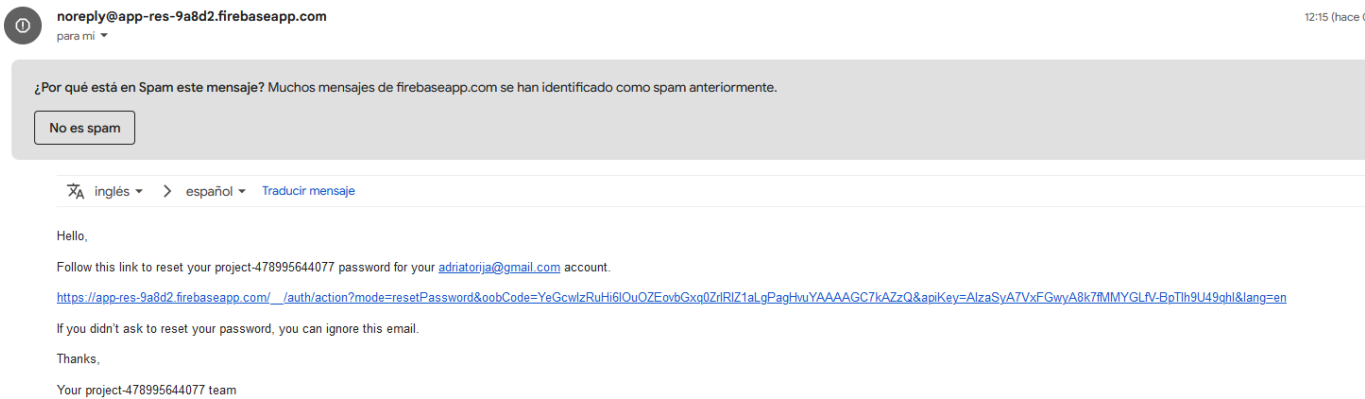 noreply@app-res-9a8d2.firebaseapp.com
12:15 (hace
para mí
¿Por qué está en Spam este mensaje? Muchos mensajes de firebaseapp.com se han identificado como spam anteriormente.
No es spam
inglés > español Traducir mensaje
Hello,
Follow this link to reset your project-478995644077 password for your adriatorija@gmail.com account.
https://app-res-9a8d2.firebaseapp.com/__/auth/action?mode=resetPassword&oobCode=YeGcwIzRuHi6IOuOZEovbGxq0ZrlRIZ1aLgPagHvuYAAAAGC7kAZzQ&apiKey=AIzaSyA7VxFGwyA8k7fMMYGLfV-BpTlh9U49qhI&lang=en
If you didn't ask to reset your password, you can ignore this email.
Thanks,
Your project-478995644077 team